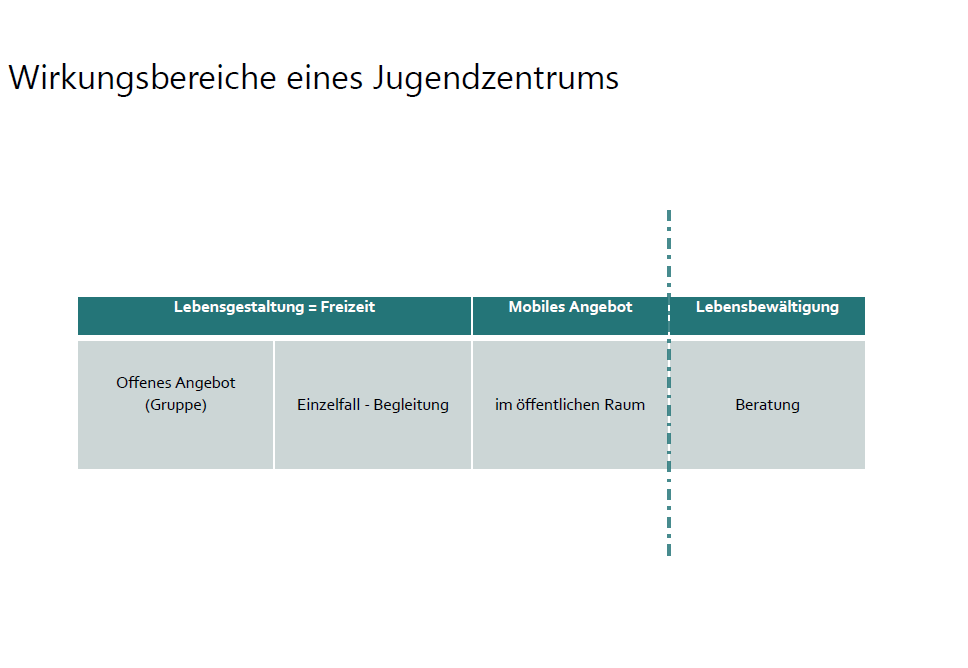 Wirkungsbereiche eines Jugendzentrums
Lebensgestaltung = Freizeit
Mobiles Angebot
Lebensbewältigung
Offenes Angebot
(Gruppe)
Einzelfall - Begleitung
im öffentlichen Raum
Beratung